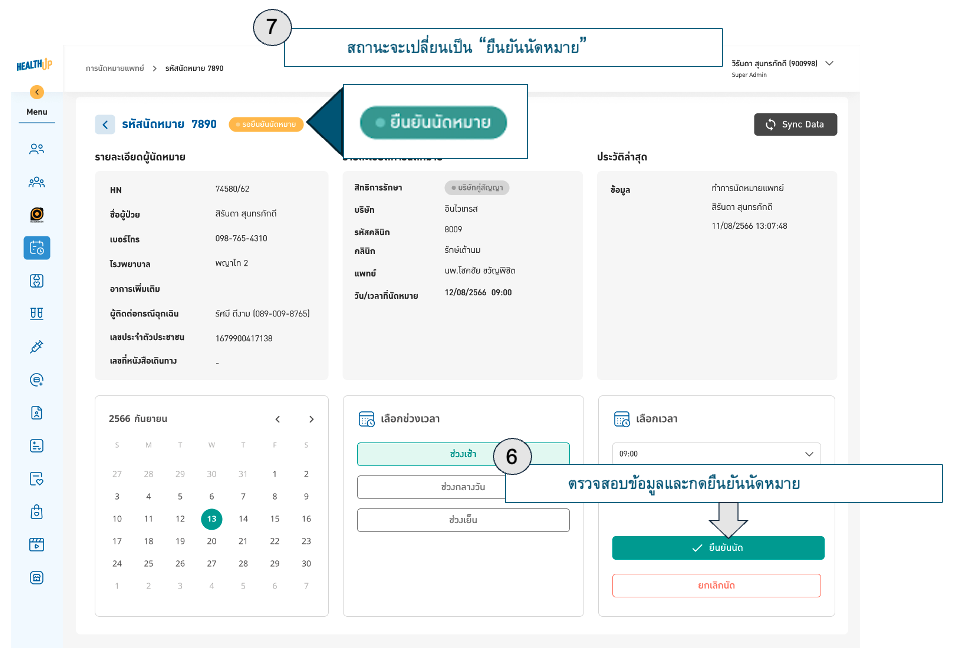 7
สถานะจะเปลี่ยนเป็น “ยืนยันนัดหมาย”
HEALTHUP
การนัดหมายแพทย์ > รหัสนัดหมาย 7890
วิรันดา สุนทรภักดี (900998)
Super Admin
Menu
รหัสนัดหมาย 7890
รอยืนยันนัดหมาย
ยืนยันนัดหมาย
Sync Data
รายละเอียดผู้นัดหมาย
ประวัติล่าสุด
HN 74580/62
ชื่อผู้ป่วย สิรันดา สุนทรภักดี
เบอร์โทร 098-765-4310
โรงพยาบาล พญาไท 2
อาการเพิ่มเติม
ผู้ติดต่อกรณีฉุกเฉิน รัศมี ดีงาม (089-009-8765)
เลขประจำตัวประชาชน 1679900417138
เลขที่หนังสือเดินทาง -
สิทธิการรักษา บริษัทคู่สัญญา
บริษัท อินไวเทรส
รหัสคลินิก 8009
คลินิก รักษ์เต้านม
แพทย์ นพ.โชคชัย ขวัญพิชิต
วัน/เวลาที่นัดหมาย 12/08/2566 09:00
ข้อมูล ทำการนัดหมายแพทย์
สิรันดา สุนทรภักดี
11/08/2566 13:07:48
2566 กันยายน < >
S M T W T F S
27 28 29 30 31 1 2
3 4 5 6 7 8 9
10 11 12 13 14 15 16
17 18 19 20 21 22 23
24 25 26 27 28 29 30
1 2 3 4 5 6 7
เลือกช่วงเวลา
ช่วงเช้า
ช่วงกลางวัน
ช่วงเย็น
เลือกเวลา
09:00
6
ตรวจสอบข้อมูลและกดยืนยันนัดหมาย
ยืนยันนัด
ยกเลิกนัด